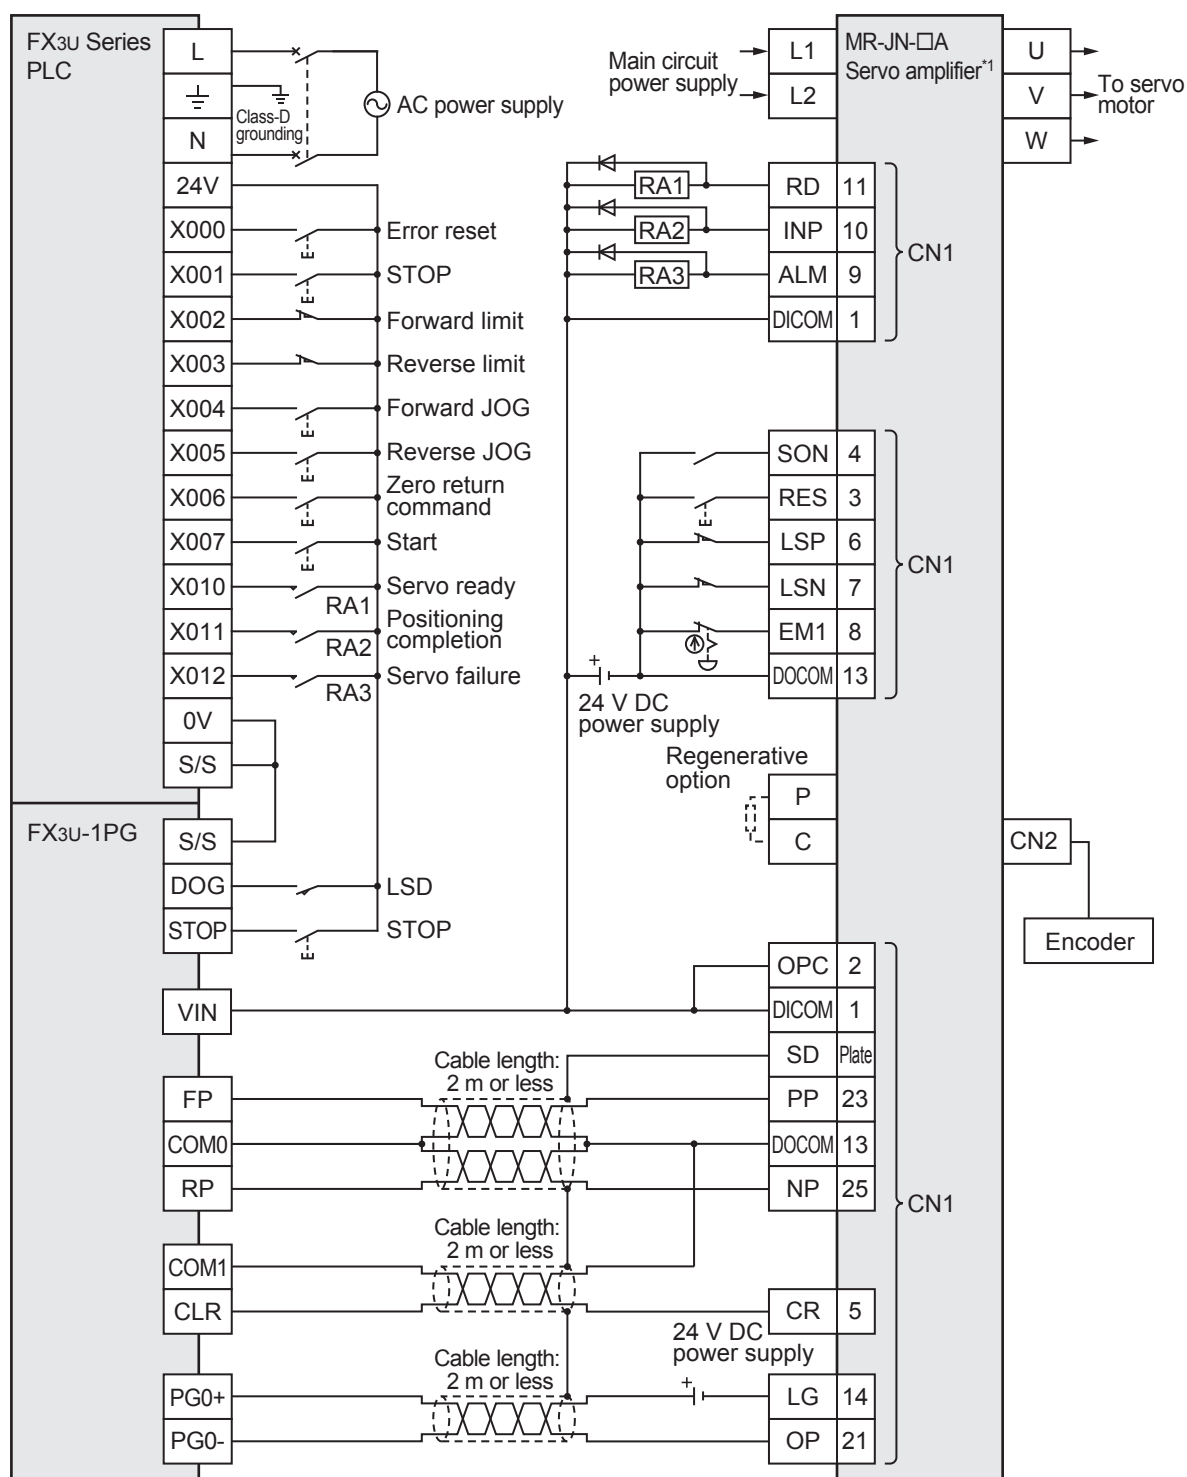 FX3U Series
PLC
L
N
24V
X000
X001
X002
X003
X004
X005
X006
X007
X010
X011
X012
0V
S/S
Class-D
grounding
AC power supply
Error reset
STOP
Forward limit
Reverse limit
Forward JOG
Reverse JOG
Zero return
command
Start
RA1
Servo ready
RA2
Positioning
completion
RA3
Servo failure
FX3U-1PG
S/S
DOG
STOP
VIN
FP
COM0
RP
COM1
CLR
PG0+
PG0-
LSD
STOP
Cable length:
2 m or less
Cable length:
2 m or less
Cable length:
2 m or less
Main circuit
power supply
L1
L2
MR-JN-□A
Servo amplifier*1
U
V
W
To servo
motor
RA1
RD 11
RA2
INP 10
RA3
ALM 9
DICOM 1
CN1
SON 4
RES 3
LSP 6
LSN 7
EM1 8
DOCOM 13
CN1
+
24 V DC
power supply
Regenerative
option
P
C
CN2
Encoder
OPC 2
DICOM 1
SD Plate
PP 23
DOCOM 13
NP 25
CN1
CR 5
24 V DC
power supply
+
LG 14
OP 21